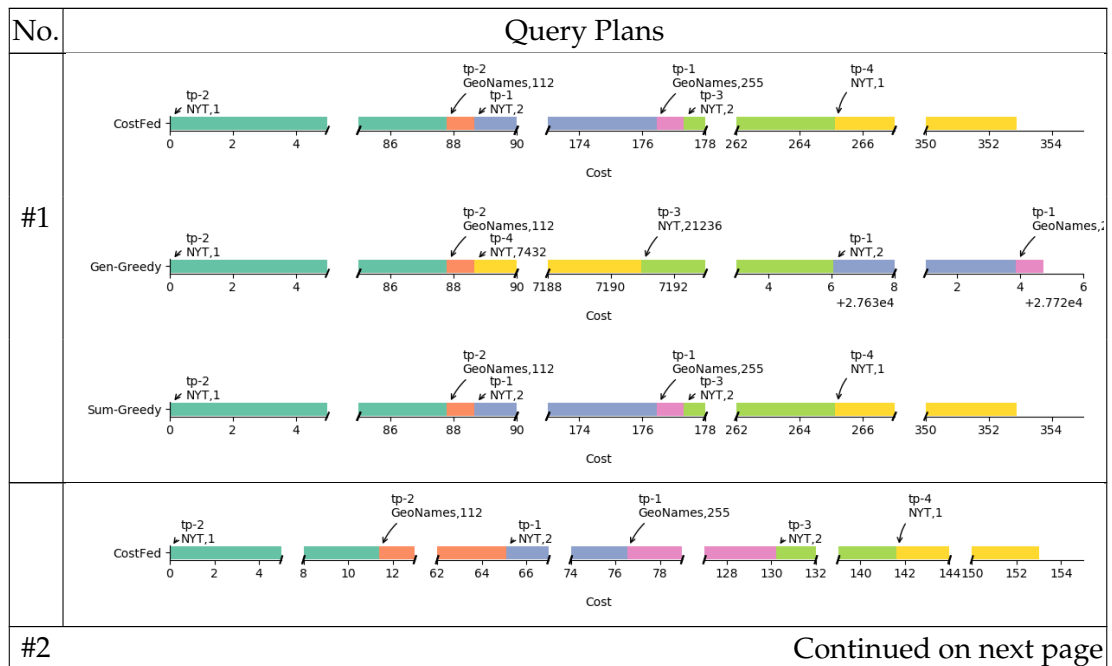 No. Query Plans
#1
tp-2
NYT,1
tp-2
GeoNames,112
tp-1
NYT,2
tp-1
GeoNames,255
tp-3
NYT,2
tp-4
NYT,1
CostFed
0 2 4 86 88 90 174 176 178 262 264 266 350 352 354
Cost
tp-2
NYT,1
tp-2
GeoNames,112
tp-4
NYT,7432
tp-3
NYT,21236
tp-1
NYT,2
tp-1
GeoNames,2
Gen-Greedy
0 2 4 86 88 90 7188 7190 7192 4 6 8 2 4 6
+2.763e4 +2.772e4
Cost
tp-2
NYT,1
tp-2
GeoNames,112
tp-1
NYT,2
tp-1
GeoNames,255
tp-3
NYT,2
tp-4
NYT,1
Sum-Greedy
0 2 4 86 88 90 174 176 178 262 264 266 350 352 354
Cost
tp-2
NYT,1
tp-2
GeoNames,112
tp-1
NYT,2
tp-1
GeoNames,255
tp-3
NYT,2
tp-4
NYT,1
CostFed
0 2 4 8 10 12 62 64 66 74 76 78 128 130 132 140 142 144 150 152 154
Cost
#2 Continued on next page